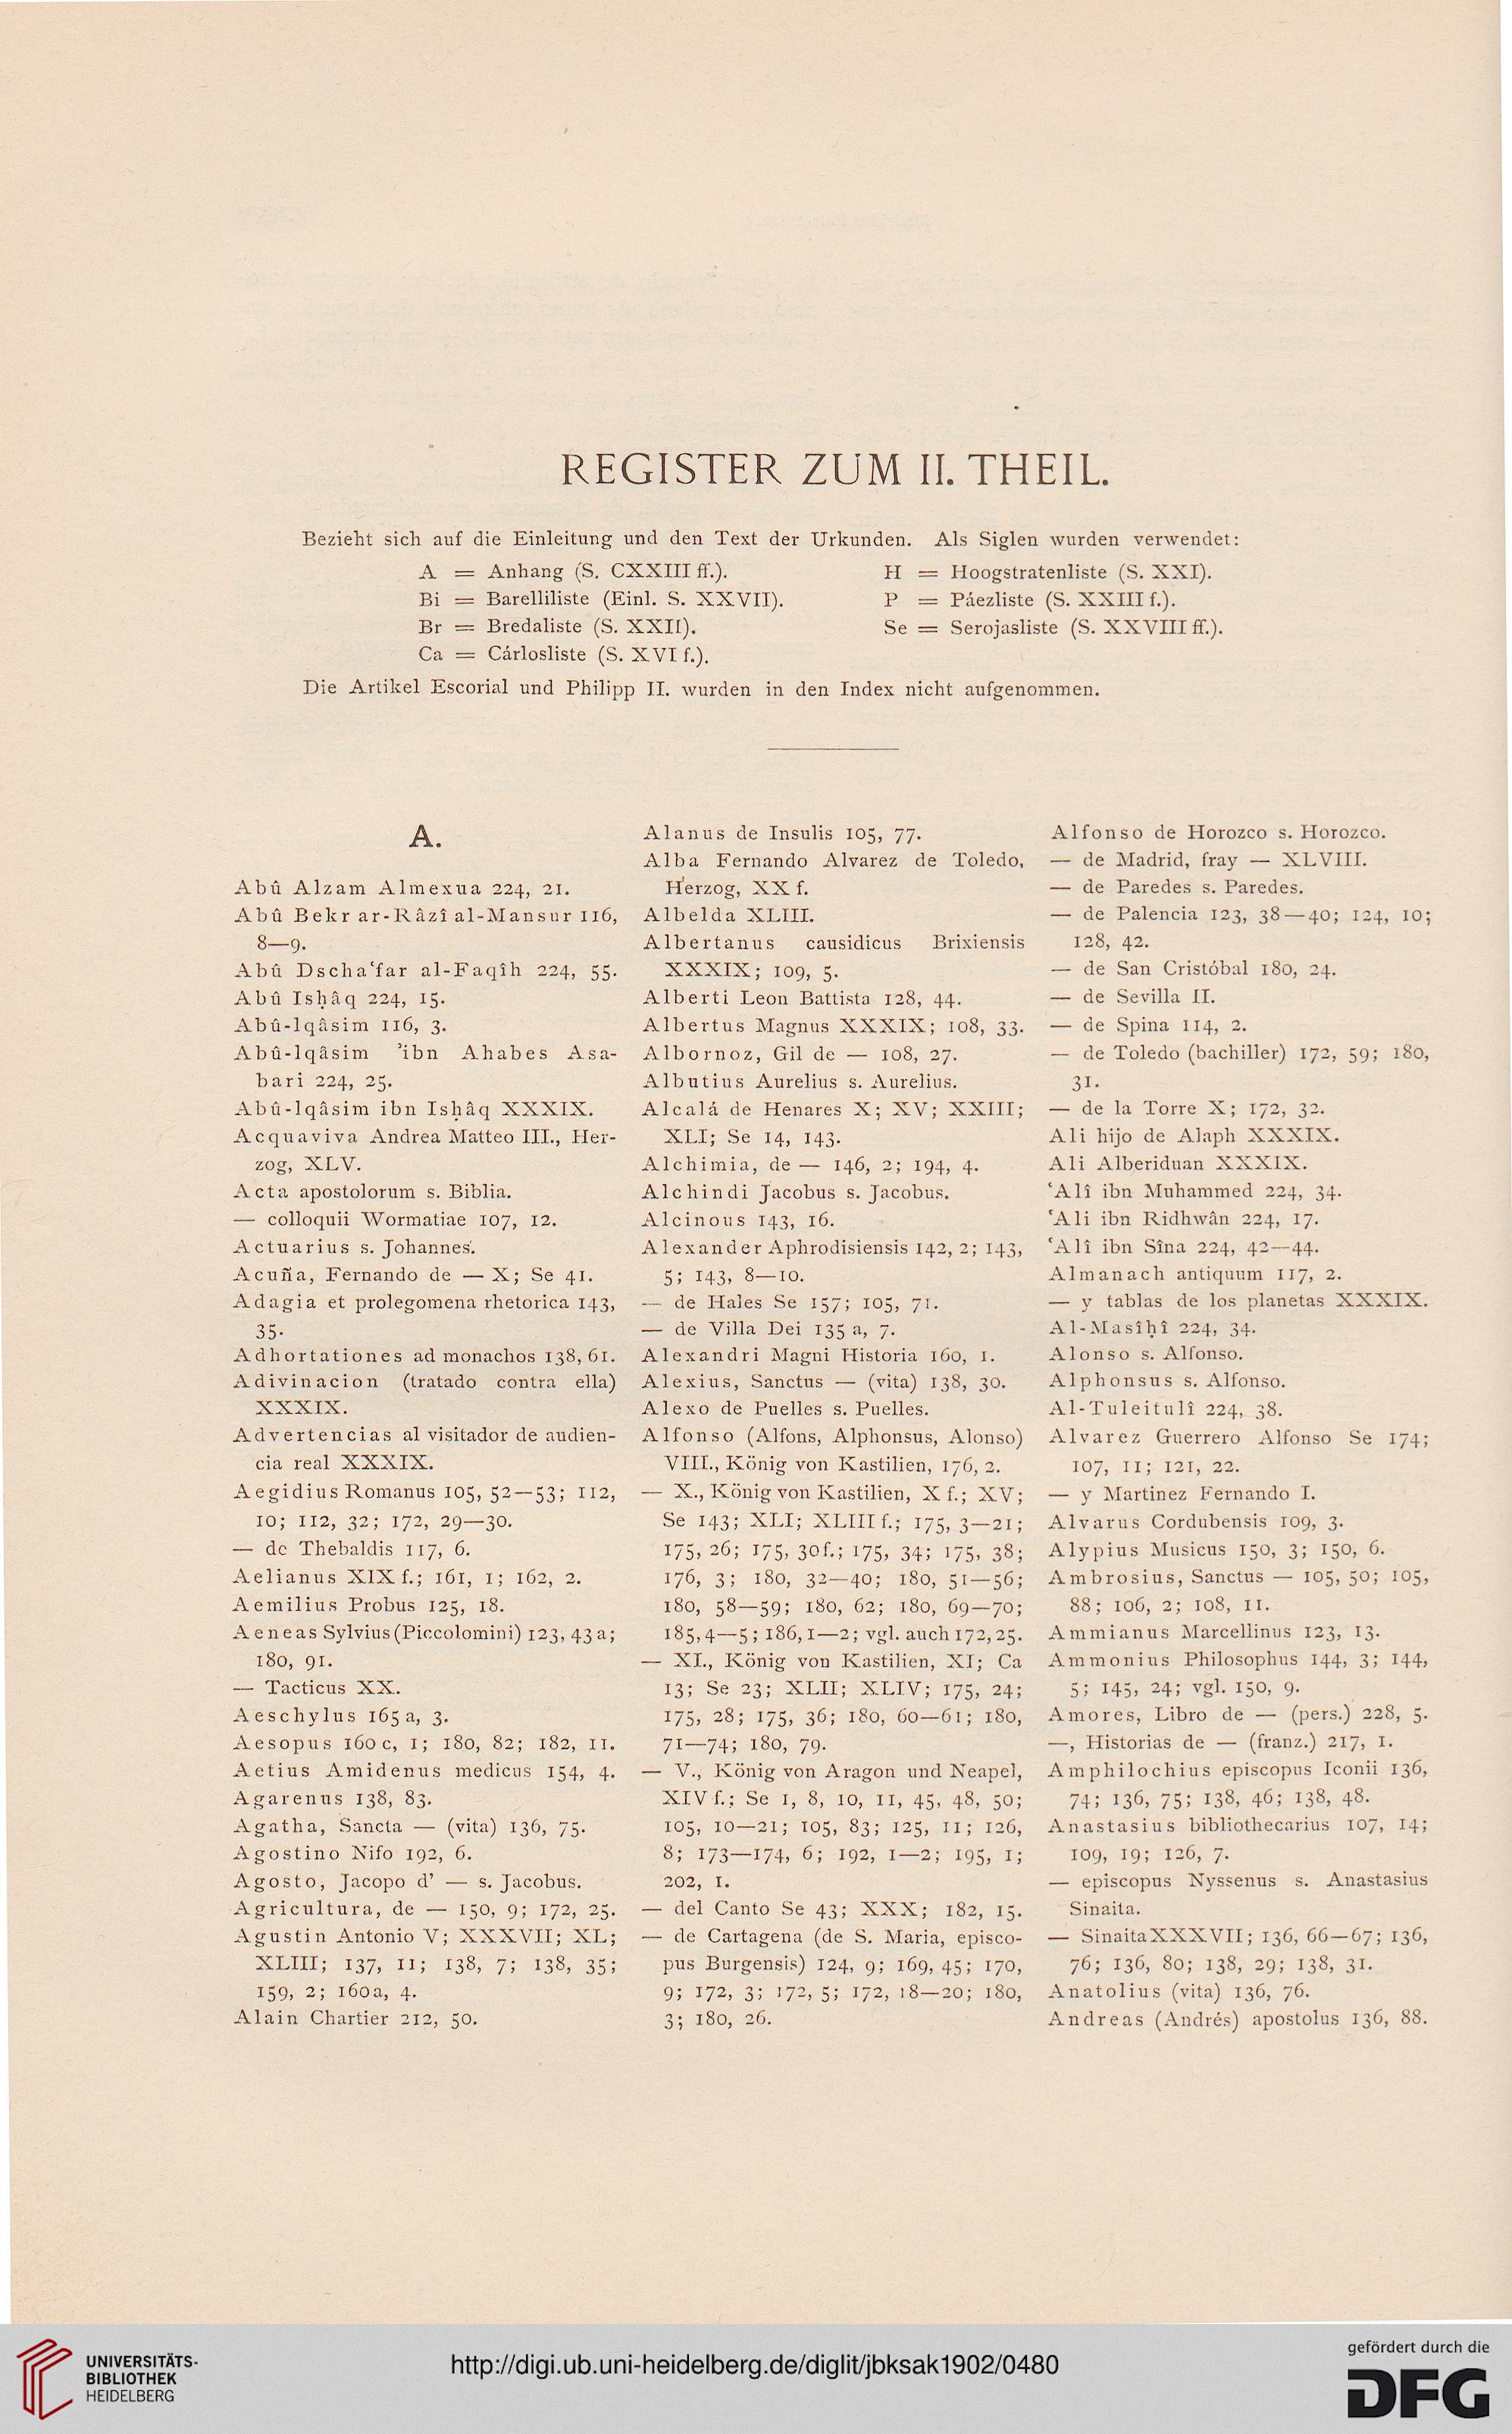 REGISTER ZUM II. THEIL.
Bezieht sich auf die Einleitung und den Text der Urkunden. Als Siglen wurden verwendet:
A = Anhang (S. CXXIII ff.).
Bi = Barelliliste (Einl. S. XXVII).
Br = Bredaliste (S. XXII).
Ca = Cárlosliste (S. XVI f.).
H = Hoogstratenliste (S. XXI).
P = Páezliste (S. XXIII f.).
Se = Serojasliste (S. XXVIII ff.).
Die Artikel Escorial und Philipp II. wurden in den Index nicht aufgenommen.
A.
Abû Alzam Almexua 224, 21.
Abû Bekr ar-Râzî al-Mansur 116,
8—9.
Abû Dscha‘far al-Faqîh 224, 55.
Abû Isḥâq 224, 15.
Abû-lqâsim 116, 3.
Abû-lqâsim ’ibn Ahabes Asa-
bari 224, 25.
Abû-lqâsim ibn Isḥâq XXXIX.
Acquaviva Andrea Matteo III., Her-
zog, XLV.
Acta apostolorum s. Biblia.
— colloquii Wormatiae 107, 12.
Actuarius s. Johannes.
Acuña, Fernando de — X; Se 41.
Adagia et prolegomena rhetorica 143,
35.
Adhortationes ad monachos 138, 61.
Adivinacion (tratado contra ella)
XXXIX.
Advertencias al visitador de audien-
cia real XXXIX.
Aegidius Romanus 105, 52—53; 112,
10; 112, 32; 172, 29—30.
— de Thebaldis 117, 6.
Aelianus XIX f.; 161, 1; 162, 2.
Aemilius Probus 125, 18.
Aeneas Sylvius (Piccolomini) 123, 43 a;
180, 91.
— Tacticus XX.
Aeschylus 165 a, 3.
Aesopus 160 c, 1; 180, 82; 182, 11.
Aetius Amidenus medicus 154, 4.
Agarenus 138, 83.
Agatha, Sancta — (vita) 136, 75.
Agostino Nifo 192, 6.
Agosto, Jacopo d’ — s. Jacobus.
Agricultura, de — 150, 9; 172, 25.
Agustin Antonio V; XXXVII; XL;
XLIII; 137, 11; 138, 7; 138, 35;
159, 2; 160a, 4.
Alain Chartier 212, 50.
Alanus de Insulis 105, 77.
Alba Fernando Alvarez de Toledo,
Herzog, XX f.
Albelda XLIII.
Albertanus causidicus Brixiensis
XXXIX; 109, 5.
Alberti Leon Battista 128, 44.
Albertus Magnus XXXIX; 108, 33.
Albornoz, Gil de — 108, 27.
Albutius Aurelius s. Aurelius.
Alcalá de Henares X; XV; XXIII;
XLI; Se 14, 143.
Alchimia, de — 146, 2; 194, 4.
Alchindi Jacobus s. Jacobus.
Alcinous 143, 16.
Alexander Aphrodisiensis 142, 2; 143,
5; 143, 8—10.
— de Hales Se 157; 105, 71.
— de Villa Dei 135 a, 7.
Alexandri Magni Historia 160, 1.
Alexius, Sanctus — (vita) 138, 30.
Alexo de Puelles s. Puelles.
Alfonso (Alfons, Alphonsus, Alonso)
VIII., König von Kastilien, 176, 2.
— X., König von Kastilien, X f.; XV;
Se 143; XLI; XLIII f.; 175, 3—21;
175, 26; 175, 30f.; 175, 34; 175, 38;
176, 3; 180, 32—40; 180, 51—56;
180, 58—59; 180, 62; 180, 69—70;
185, 4—5; 186, 1—2; vgl. auch 172, 25.
— XI., König von Kastilien, XI; Ca
13; Se 23; XLII; XLIV; 175, 24;
175, 28; 175, 36; 180, 60—61; 180,
71—74; 180, 79.
— V., König von Aragon und Neapel,
XIV f.; Se 1, 8, 10, 11, 45, 48, 50;
105, 10—21; 105, 83; 125, 11; 126,
8; 173—174, 6; 192, 1—2; 195, 1;
202, 1.
— del Canto Se 43; XXX; 182, 15.
— de Cartagena (de S. Maria, episco-
pus Burgensis) 124, 9; 169, 45; 170,
9; 172, 3; 172, 5; 172, 18—20; 180,
3; 180, 26.
Alfonso de Horozco s. Horozco.
— de Madrid, fray — XLVIII.
— de Paredes s. Paredes.
— de Palencia 123, 38—40; 124, 10;
128, 42.
— de San Cristóbal 180, 24.
— de Sevilla II.
— de Spina 114, 2.
— de Toledo (bachiller) 172, 59; 180,
31.
— de la Torre X; 172, 32.
Ali hijo de Alaph XXXIX.
Ali Alberiduan XXXIX.
‘Alî ibn Muhammed 224, 34.
‘Ali ibn Ridhwân 224, 17.
‘Alî ibn Sîna 224, 42—44.
Almanach antiquum 117, 2.
— y tablas de los planetas XXXIX.
Al-Masîḥî 224, 34.
Alonso s. Alfonso.
Alphonsus s. Alfonso.
Al-Tuleitulî 224, 38.
Alvarez Guerrero Alfonso Se 174;
107, 11; 121, 22.
— y Martinez Fernando I.
Alvarus Cordubensis 109, 3.
Alypius Musicus 150, 3; 150, 6.
Ambrosius, Sanctus — 105, 50; 105,
88; 106, 2; 108, 11.
Ammianus Marcellinus 123, 13.
Ammonius Philosophus 144, 3; 144,
5; 145, 24; vgl. 150, 9.
Amores, Libro de — (pers.) 228, 5.
—, Historias de — (franz.) 217, 1.
Amphilochius episcopus Iconii 136,
74; 136, 75; 138, 46; 138, 48.
Anastasius bibliothecarius 107, 14;
109, 19; 126, 7.
— episcopus Nyssenus s. Anastasius
Sinaita.
— Sinaita XXXVII; 136, 66—67; 136,
76; 136, 80; 138, 29; 138, 31.
Anatolius (vita) 136, 76.
Andreas (Andrés) apostolus 136, 88.
UNIVERSITÄTS-
BIBLIOTHEK
HEIDELBERG
http://digi.ub.uni-heidelberg.de/diglit/jbksak1902/0480
gefördert durch die
DFG